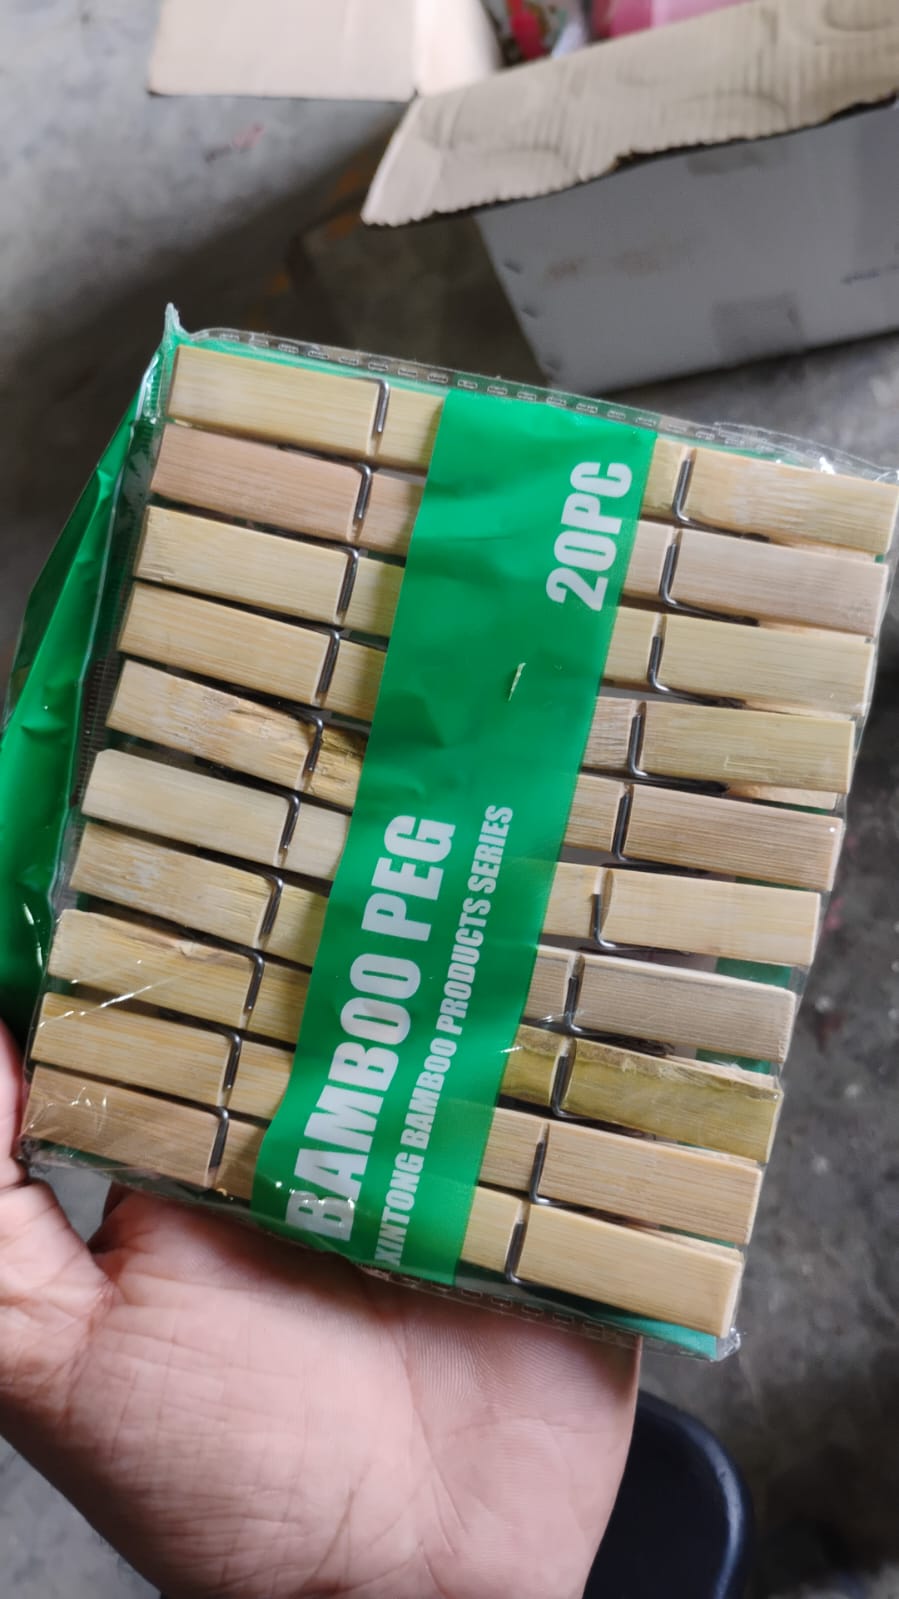 20PC
BAMBOO PEG
XINTONG BAMBOO PRODUCTS SERIES